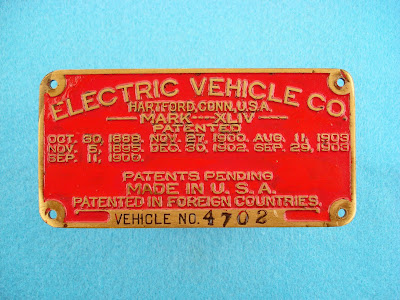 ELECTRIC VEHICLE CO.
HARTFORD, CONN., U.S.A.
MARK XLIV
PATENTED
OCT. 30, 1888. NOV. 27, 1900. AUG. 11, 1903
NOV. 5, 1895. DEC. 30, 1902. SEP. 29, 1903
SEP. 11, 1900.
PATENTS PENDING
MADE IN U.S.A.
PATENTED IN FOREIGN COUNTRIES.
VEHICLE NO. 4702